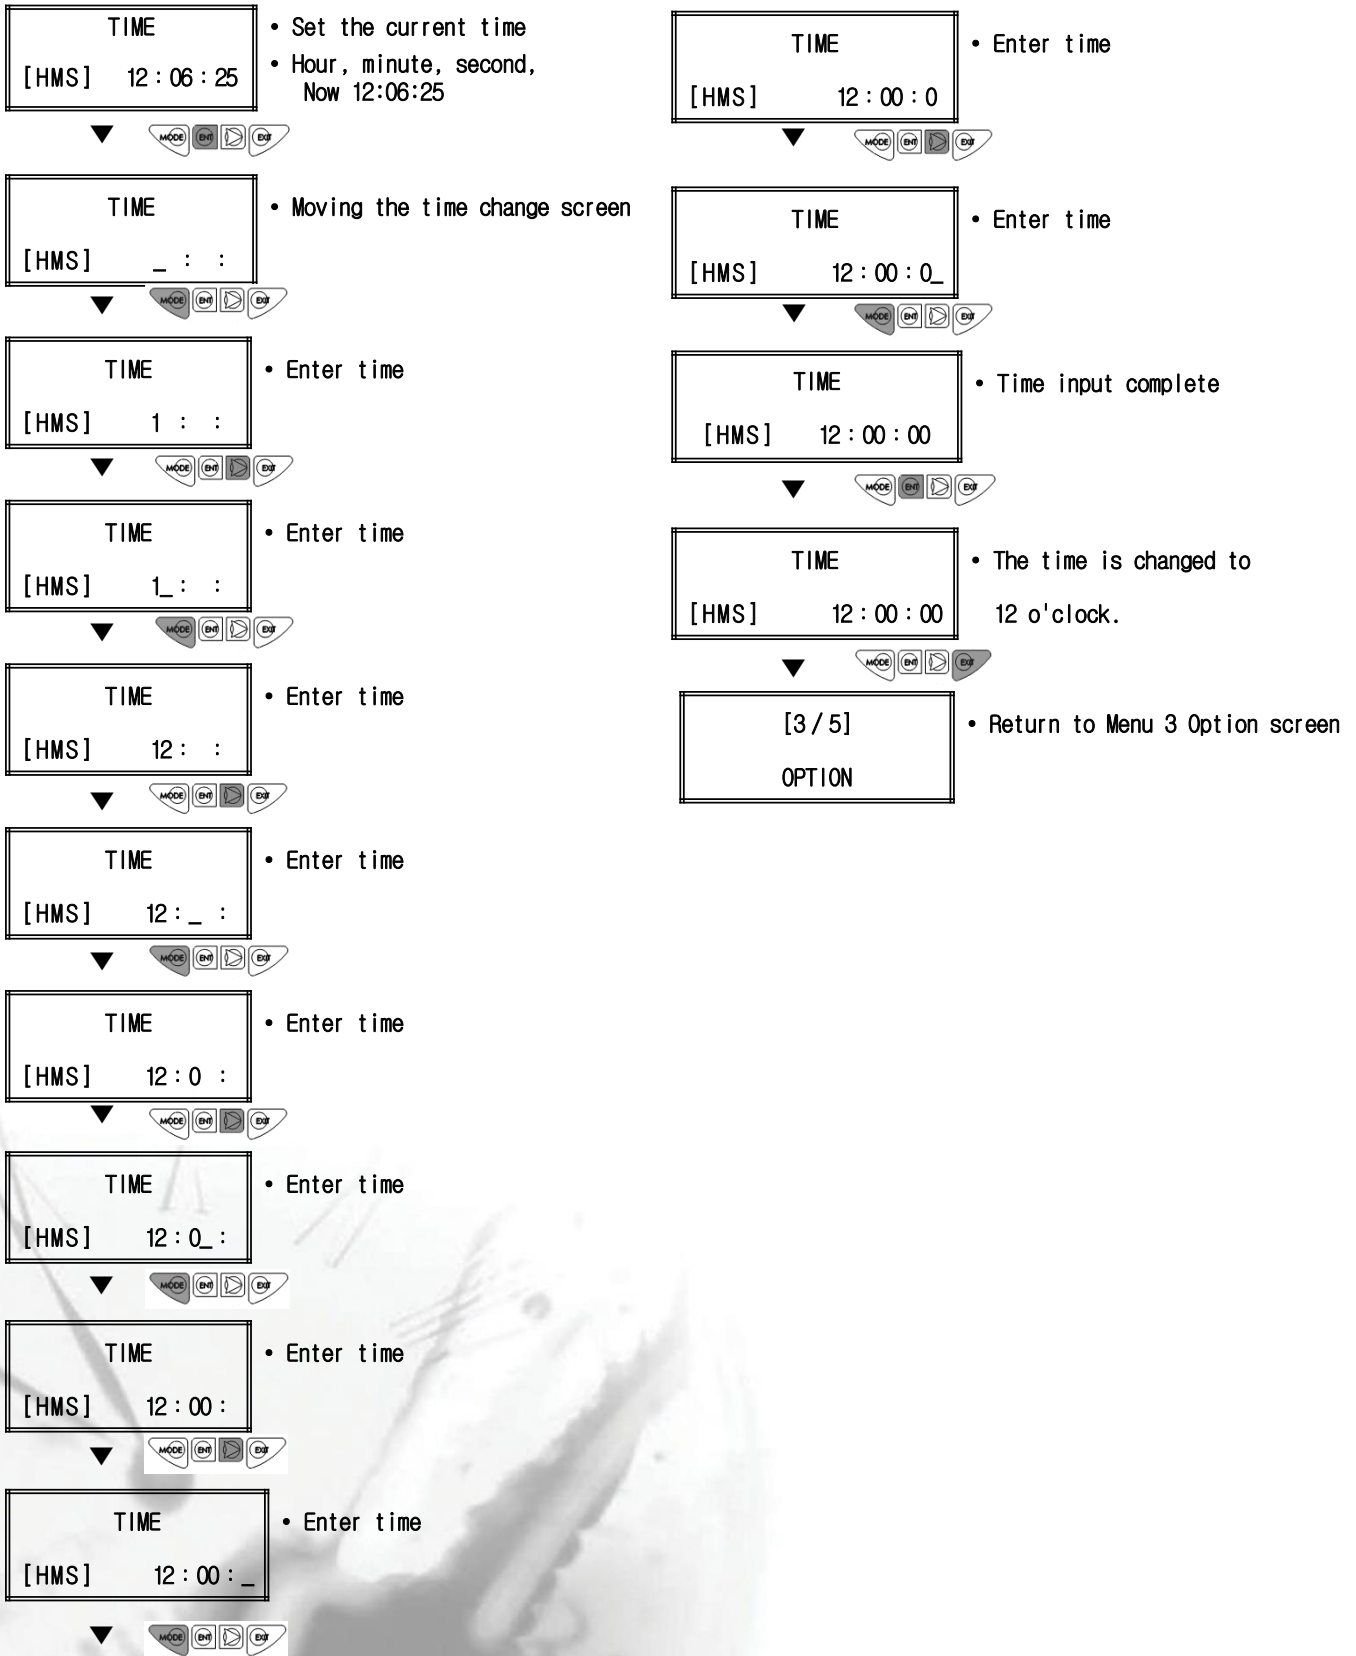 TIME
[HMS] 12:06:25
• Set the current time
• Hour, minute, second,
Now 12:06:25
▼ MODE ENT EXIT
TIME
[HMS] _ : :
• Moving the time change screen
▼ MODE ENT EXIT
TIME
[HMS] 1 : :
• Enter time
▼ MODE ENT EXIT
TIME
[HMS] 1_: :
• Enter time
▼ MODE ENT EXIT
TIME
[HMS] 12: :
• Enter time
▼ MODE ENT EXIT
TIME
[HMS] 12:_ :
• Enter time
▼ MODE ENT EXIT
TIME
[HMS] 12:0 :
• Enter time
▼ MODE ENT EXIT
TIME
[HMS] 12:0_:
• Enter time
▼ MODE ENT EXIT
TIME
[HMS] 12:00:
• Enter time
▼ MODE ENT EXIT
TIME
[HMS] 12:00:_
• Enter time
▼ MODE ENT EXIT
TIME
[HMS] 12:00:0
• Enter time
▼ MODE ENT EXIT
TIME
[HMS] 12:00:0_
• Enter time
▼ MODE ENT EXIT
TIME
[HMS] 12:00:00
• Time input complete
▼ MODE ENT EXIT
TIME
[HMS] 12:00:00
• The time is changed to
12 o'clock.
▼ MODE ENT EXIT
[3/5]
OPTION
• Return to Menu 3 Option screen